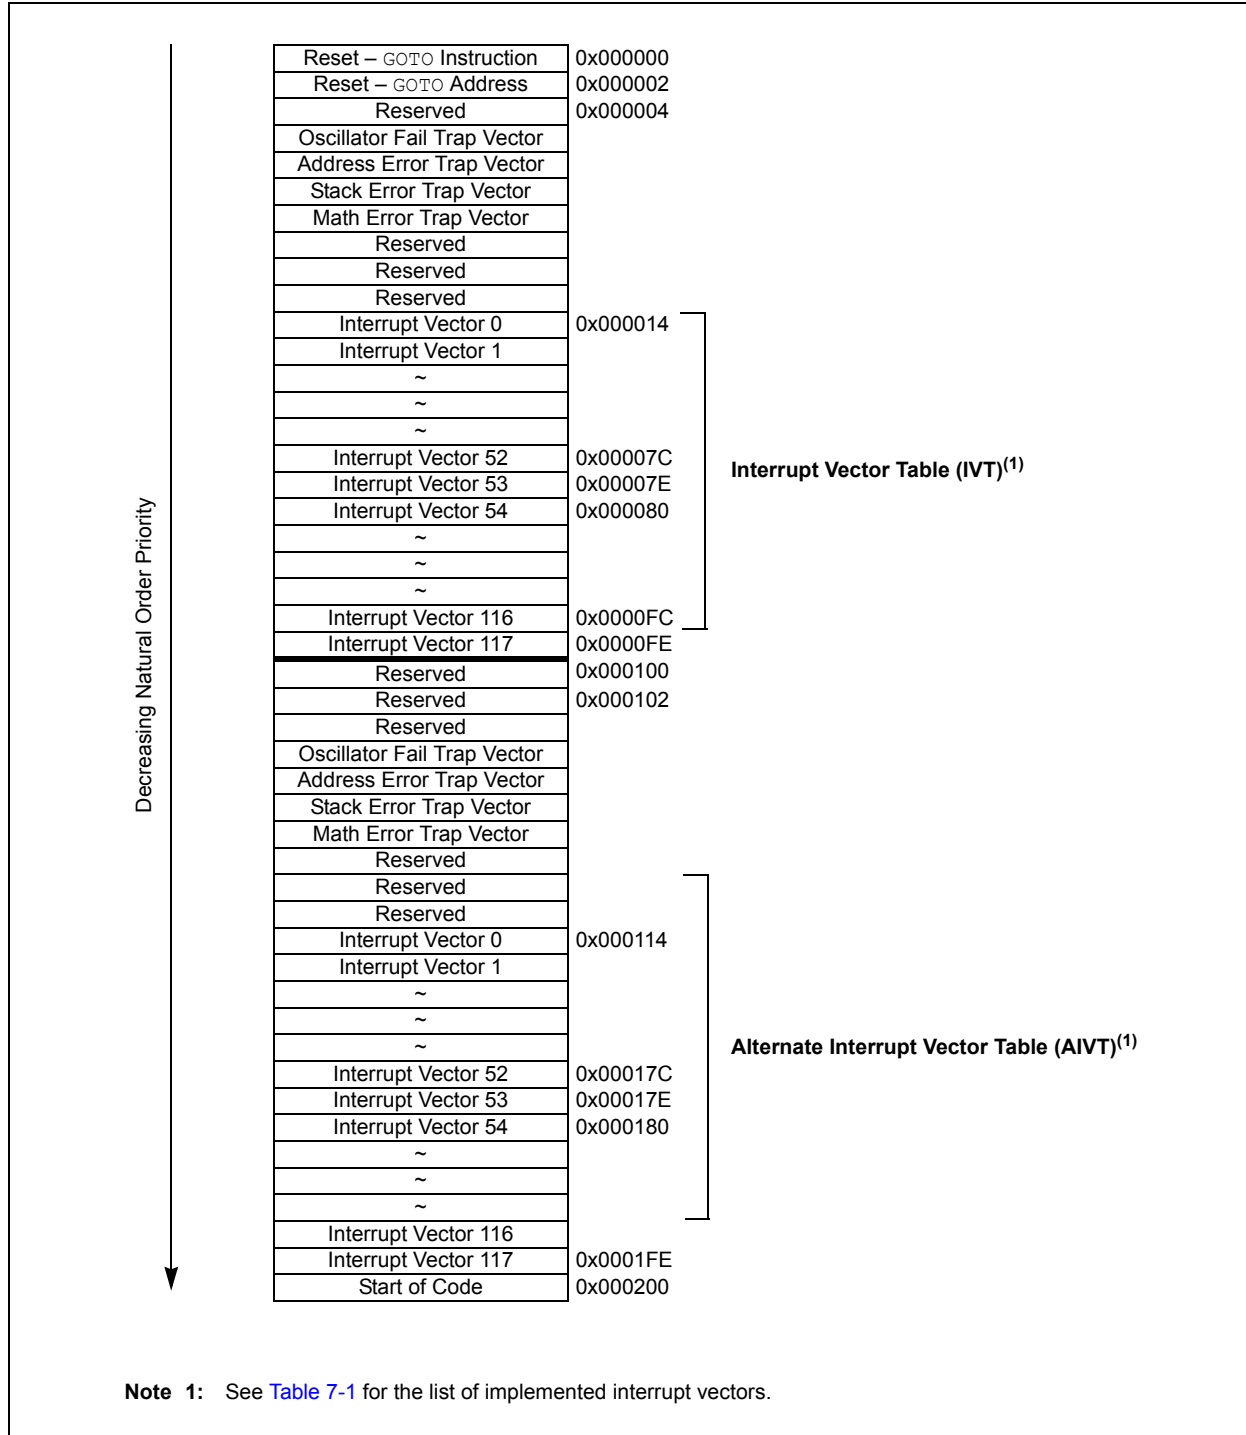 Reset – GOTO Instruction 0x000000
Reset – GOTO Address 0x000002
Reserved 0x000004
Oscillator Fail Trap Vector
Address Error Trap Vector
Stack Error Trap Vector
Math Error Trap Vector
Reserved
Reserved
Reserved
Interrupt Vector 0 0x000014
Interrupt Vector 1
~
~
~
Interrupt Vector 52 0x00007C
Interrupt Vector Table (IVT)(1)
Interrupt Vector 53 0x00007E
Interrupt Vector 54 0x000080
~
~
~
Interrupt Vector 116 0x0000FC
Interrupt Vector 117 0x0000FE
Decreasing Natural Order Priority
Reserved 0x000100
Reserved 0x000102
Reserved
Oscillator Fail Trap Vector
Address Error Trap Vector
Stack Error Trap Vector
Math Error Trap Vector
Reserved
Reserved
Reserved
Interrupt Vector 0 0x000114
Interrupt Vector 1
~
~
~
Alternate Interrupt Vector Table (AIVT)(1)
Interrupt Vector 52 0x00017C
Interrupt Vector 53 0x00017E
Interrupt Vector 54 0x000180
~
~
~
Interrupt Vector 116
Interrupt Vector 117 0x0001FE
Start of Code 0x000200
Note 1: See Table 7-1 for the list of implemented interrupt vectors.